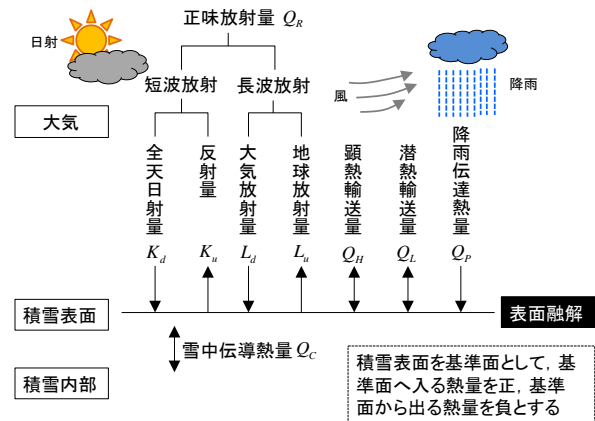 正味放射量 Q_R
日射
短波放射
長波放射
風
降雨
大気
全天日射量
反射量
大気放射量
地球放射量
顕熱輸送量
潜熱輸送量
降雨伝達熱量
K_d
K_u
L_d
L_u
Q_H
Q_L
Q_P
積雪表面
表面融解
雪中伝導熱量 Q_C
積雪内部
積雪表面を基準面として，基
準面へ入る熱量を正，基準
面から出る熱量を負とする